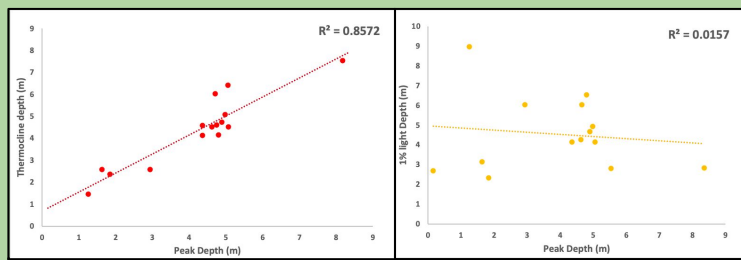 R² = 0.8572
9
8
7
6
5
4
3
2
1
0
Thermocline depth (m)
0 1 2 3 4 5 6 7 8 9
Peak Depth (m)
R² = 0.0157
10
9
8
7
6
5
4
3
2
1
0
1% light Depth (m)
0 1 2 3 4 5 6 7 8 9
Peak Depth (m)